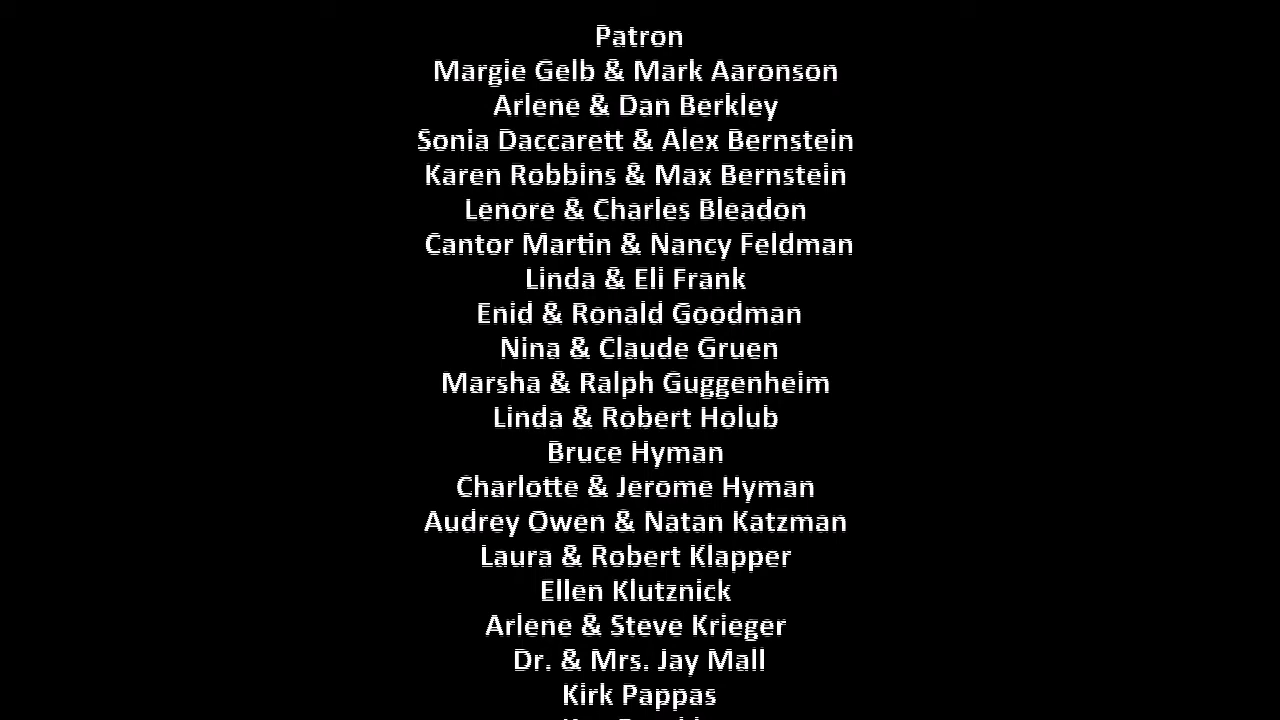 Patron
Margie Gelb & Mark Aaronson
Arlene & Dan Berkley
Sonia Daccarett & Alex Bernstein
Karen Robbins & Max Bernstein
Lenore & Charles Bleadon
Cantor Martin & Nancy Feldman
Linda & Eli Frank
Enid & Ronald Goodman
Nina & Claude Gruen
Marsha & Ralph Guggenheim
Linda & Robert Holub
Bruce Hyman
Charlotte & Jerome Hyman
Audrey Owen & Natan Katzman
Laura & Robert Klapper
Ellen Klutznick
Arlene & Steve Krieger
Dr. & Mrs. Jay Mall
Kirk Pappas